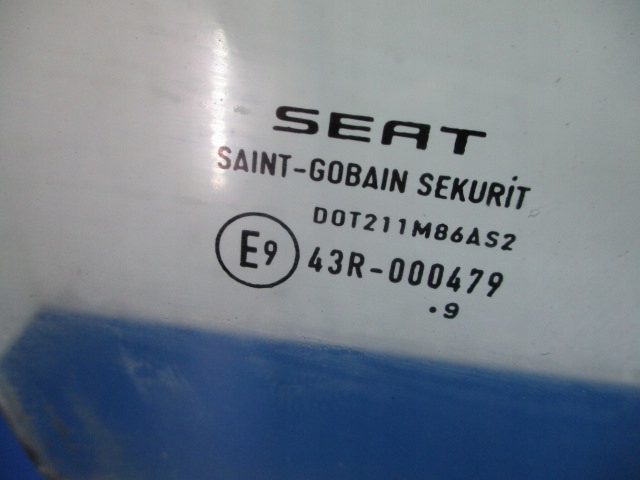 SEAT
SAINT-GOBAIN SEKURIT
DOT211M86AS2
E9 43R-000479
.9